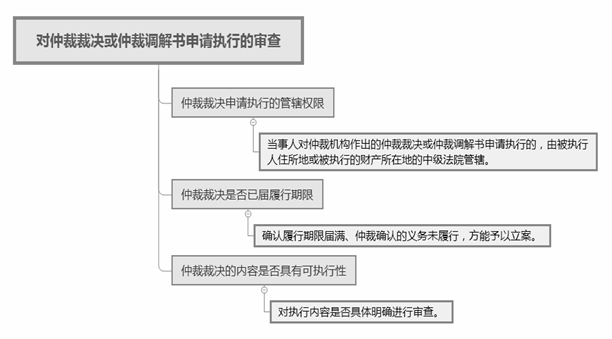 对仲裁裁决或仲裁调解书申请执行的审查
仲裁裁决申请执行的管辖权限
当事人对仲裁机构作出的仲裁裁决或仲裁调解书申请执行的，由被执行
人住所地或被执行的财产所在地的中级法院管辖。
仲裁裁决是否已届履行期限
确认履行期限届满、仲裁确认的义务未履行，方能予以立案。
仲裁裁决的内容是否具有可执行性
对执行内容是否具体明确进行审查。